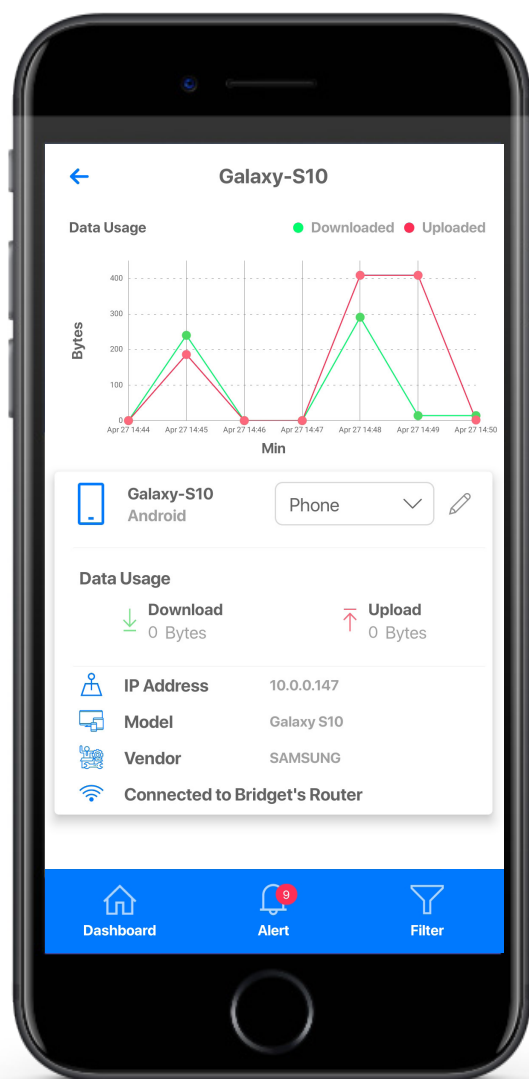 Galaxy-S10
Data Usage Downloaded Uploaded
400
300
200
100
0
Bytes
Apr 27 14:44 Apr 27 14:45 Apr 27 14:46 Apr 27 14:47 Apr 27 14:48 Apr 27 14:49 Apr 27 14:50
Min
Galaxy-S10 Phone
Android
Data Usage
Download Upload
0 Bytes 0 Bytes
IP Address 10.0.0.147
Model Galaxy S10
Vendor SAMSUNG
Connected to Bridget's Router
9
Dashboard Alert Filter